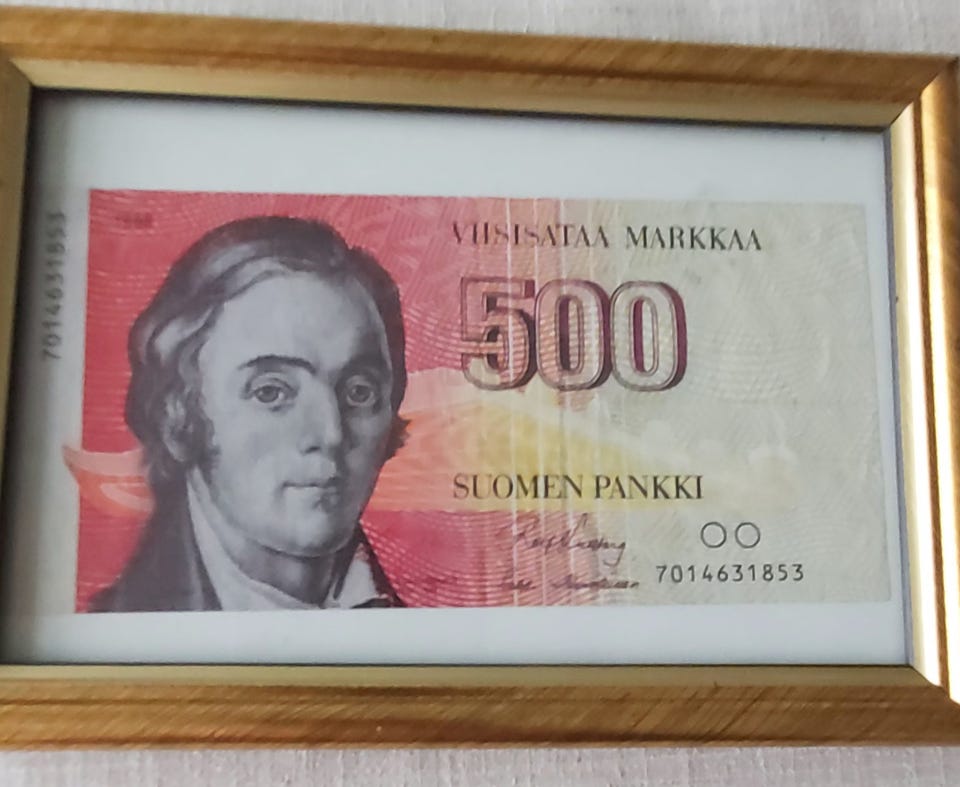 7014631853
VIISISATAA MARKKAA
500
SUOMEN PANKKI
7014631853